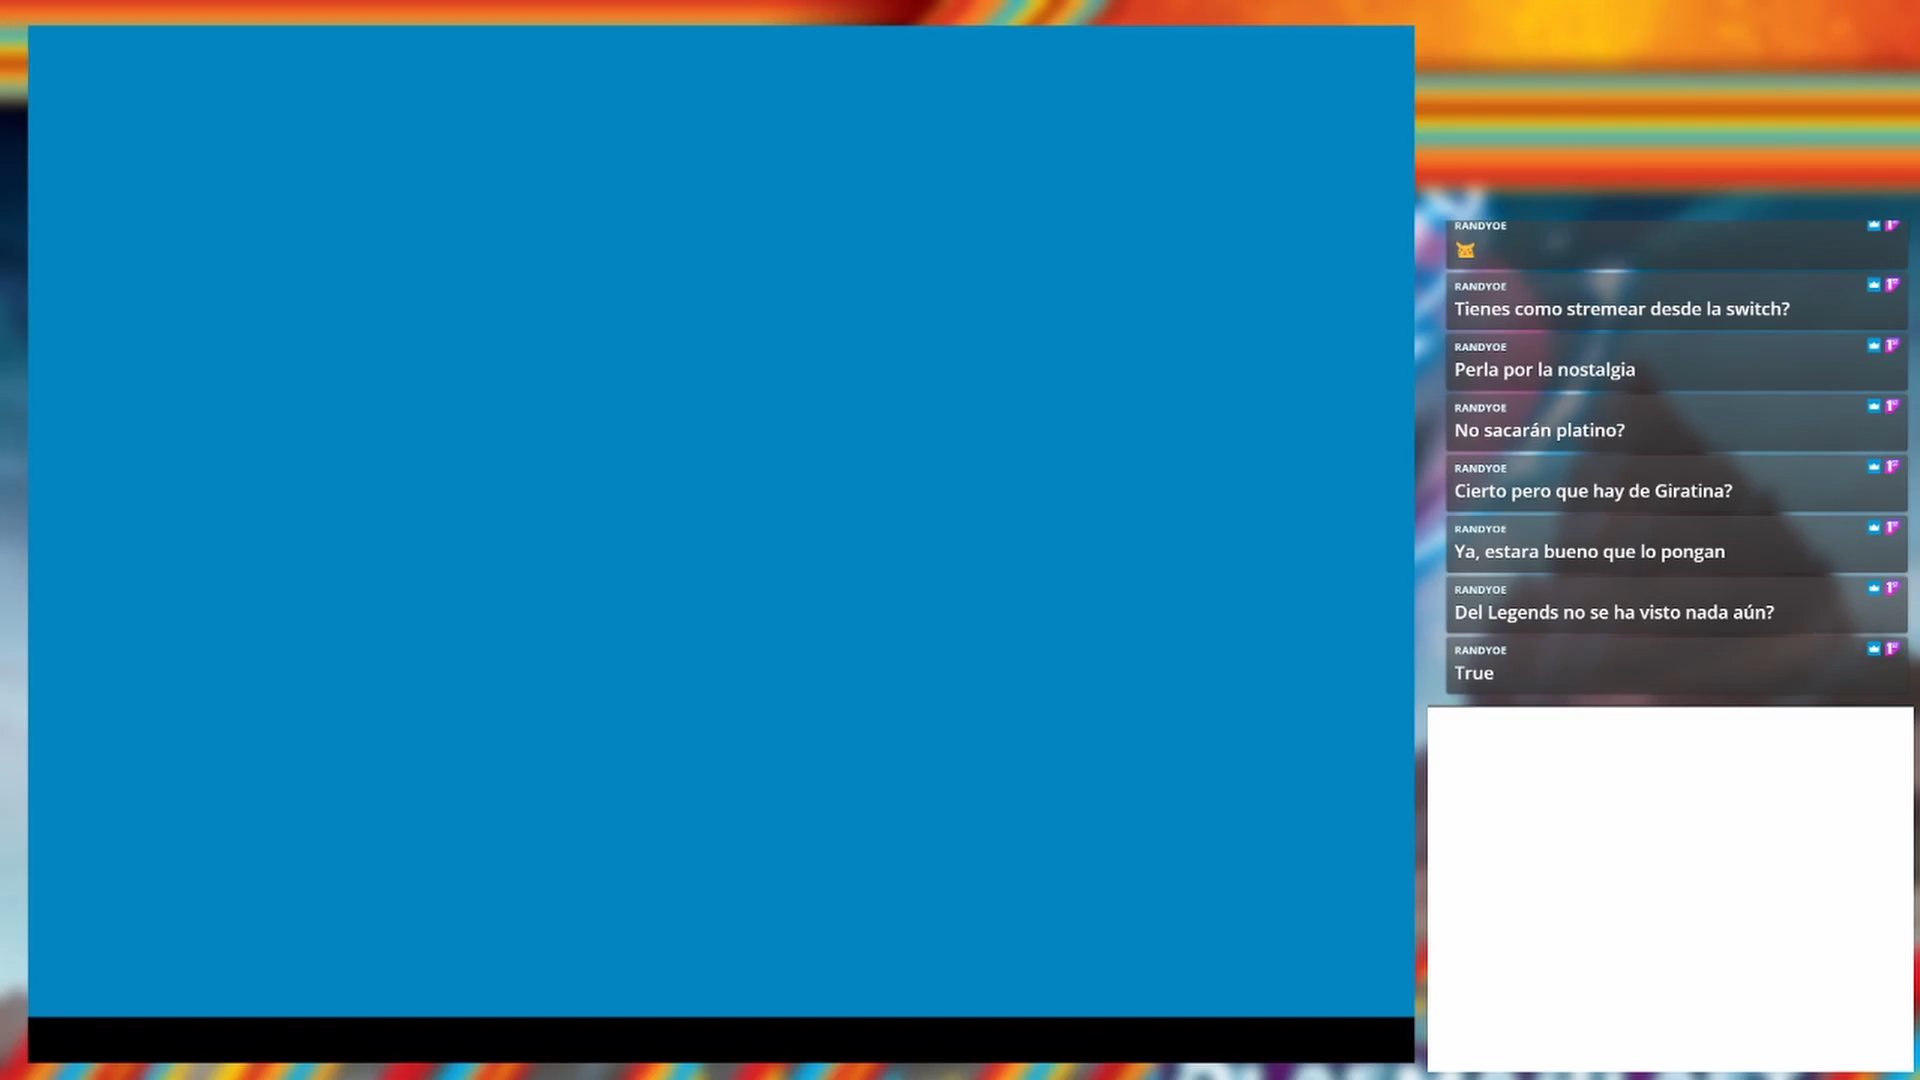 RANDYOE
RANDYOE
Tienes como stremear desde la switch?
RANDYOE
Perla por la nostalgia
RANDYOE
No sacarán platino?
RANDYOE
Cierto pero que hay de Giratina?
RANDYOE
Ya, estara bueno que lo pongan
RANDYOE
Del Legends no se ha visto nada aún?
RANDYOE
True